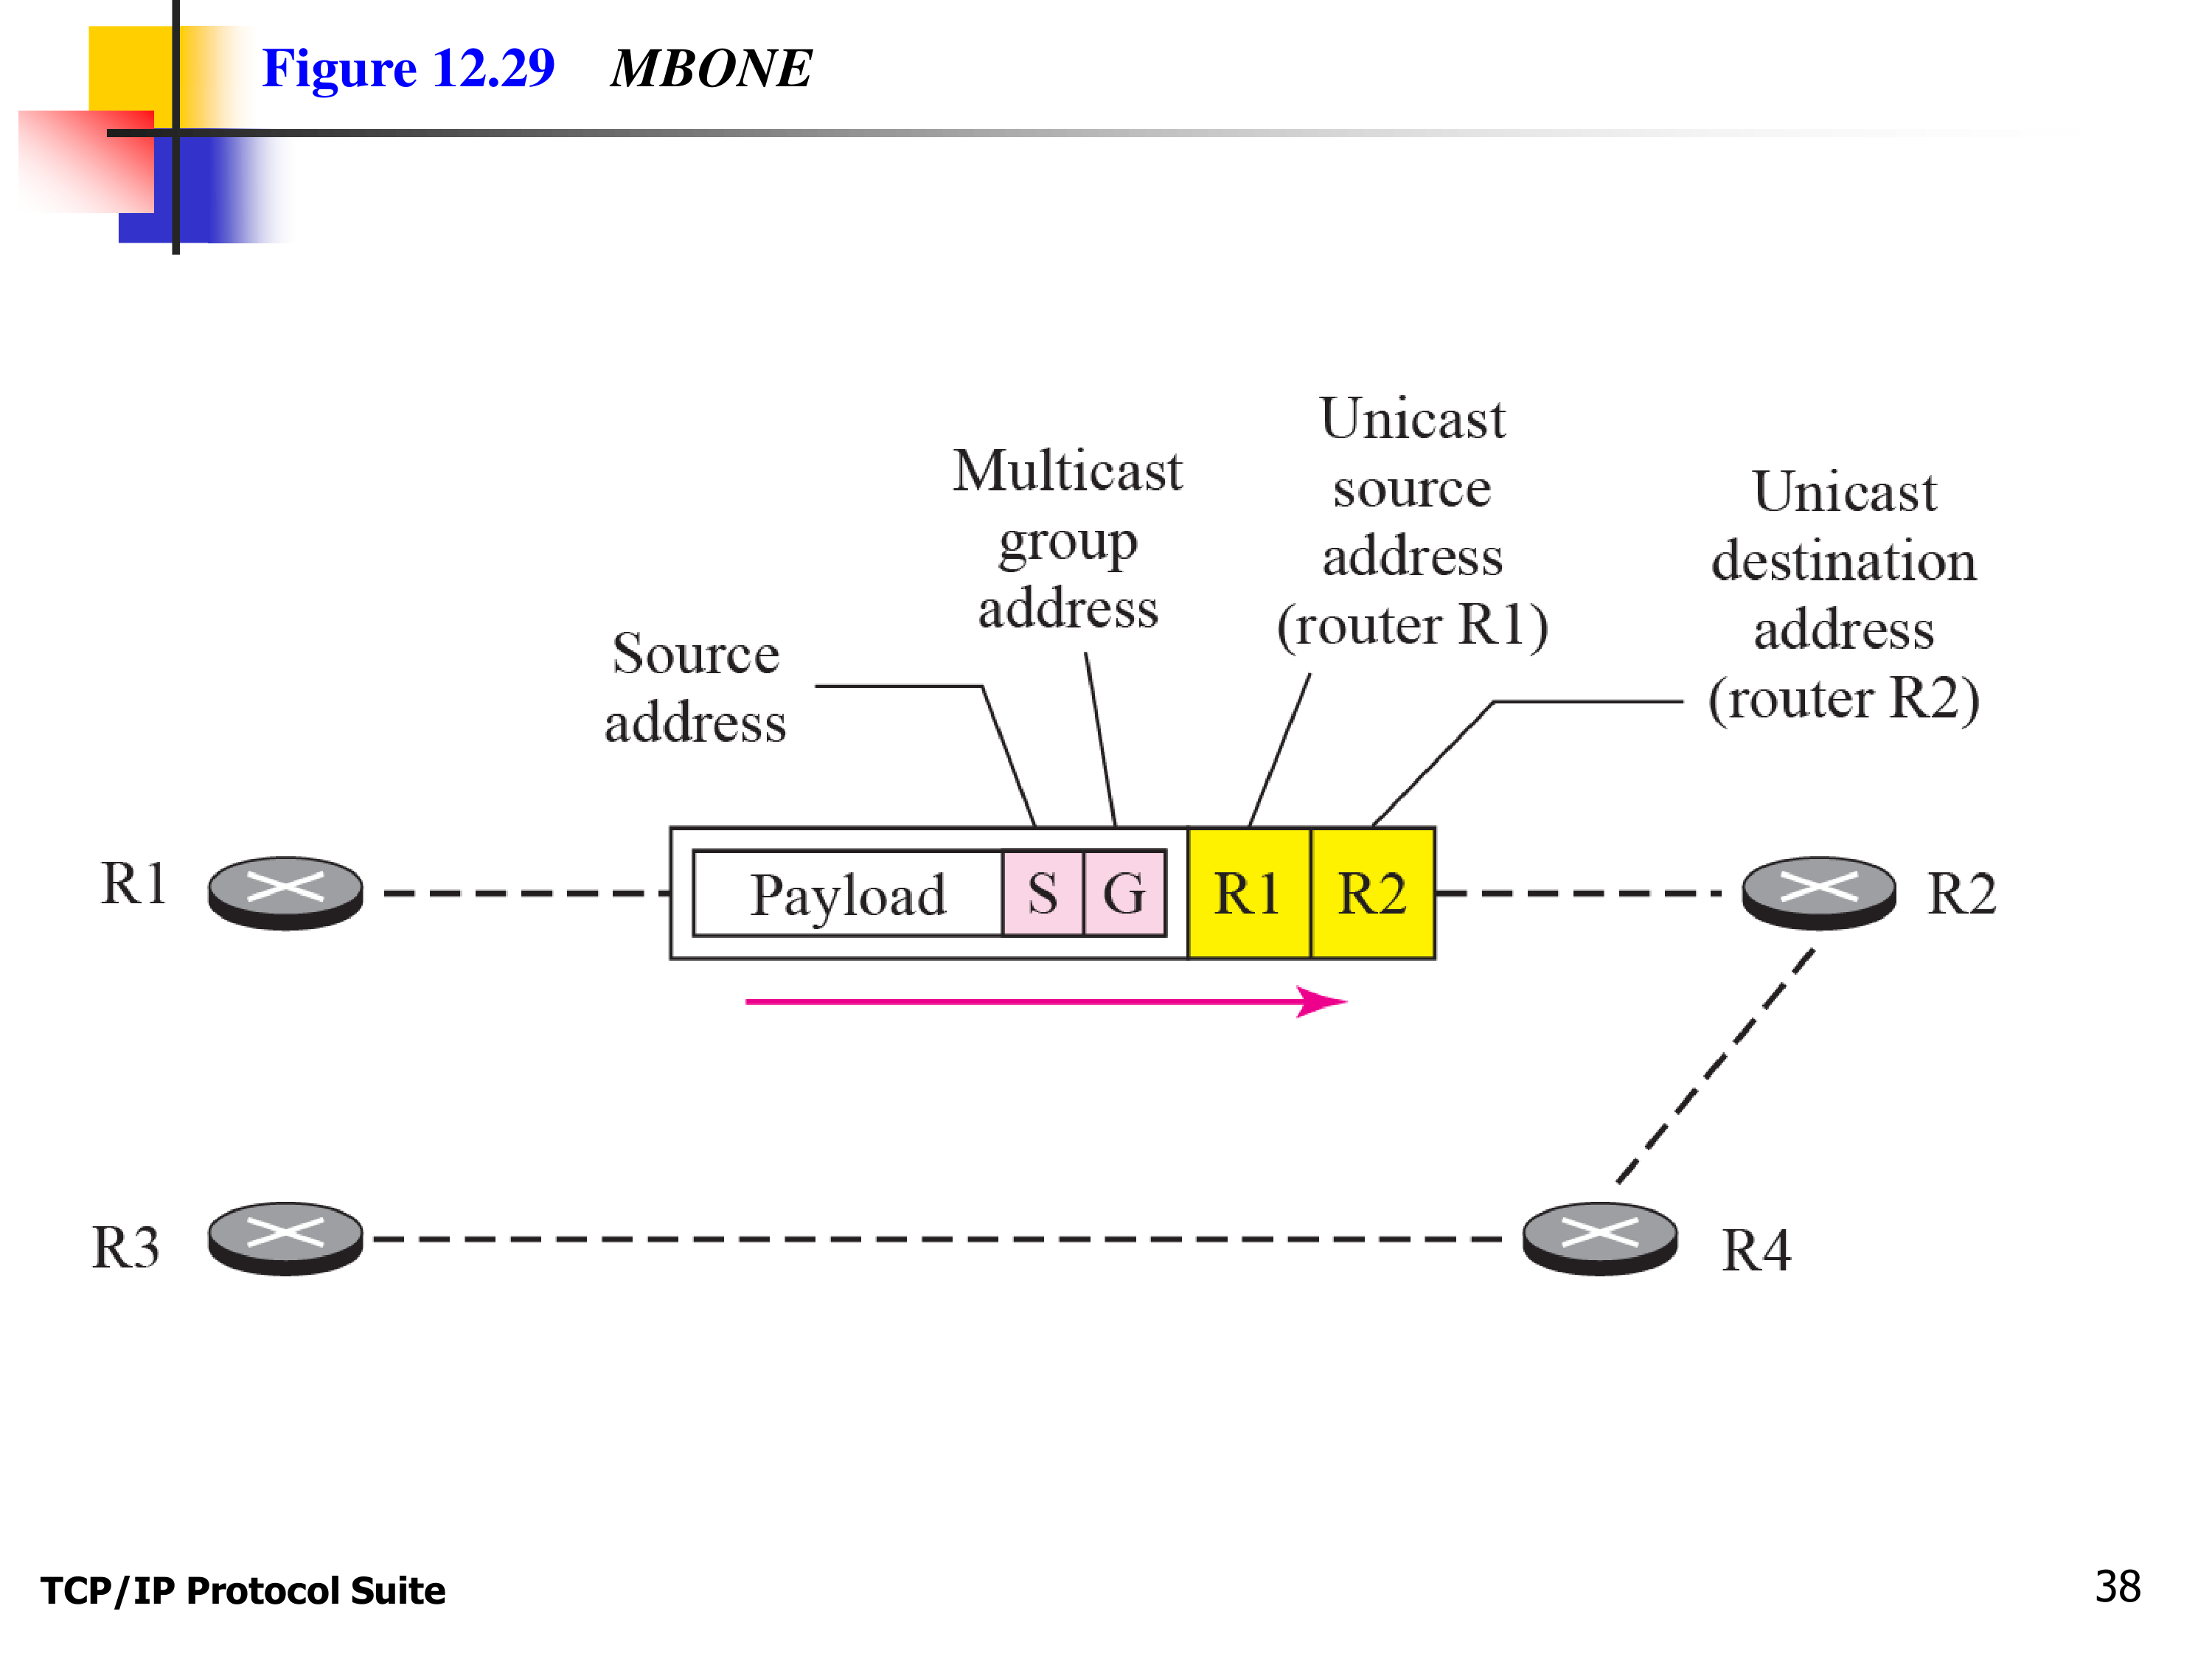 Figure 12.29 MBONE
Unicast
source
address
(router R1)
Multicast
group
address
Unicast
destination
address
(router R2)
Source
address
R1
Payload
S
G
R1
R2
R2
R3
R4
TCP/IP Protocol Suite
38